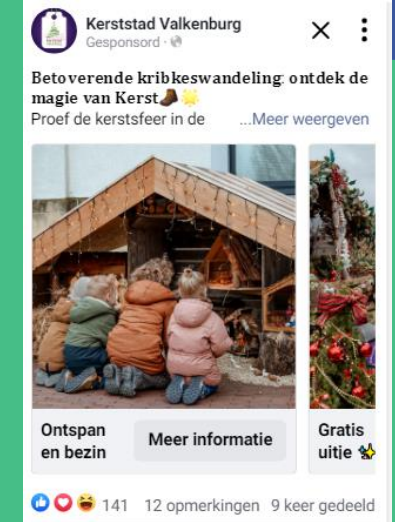 Kerststad Valkenburg
Gesponsord ·
Betoverende kribkeswandeling: ontdek de
magie van Kerst🥾🌟
Proef de kerstsfeer in de ...Meer weergeven
Ontspan
en bezin
Meer informatie
Gratis
uitje ✨
141 12 opmerkingen 9 keer gedeeld